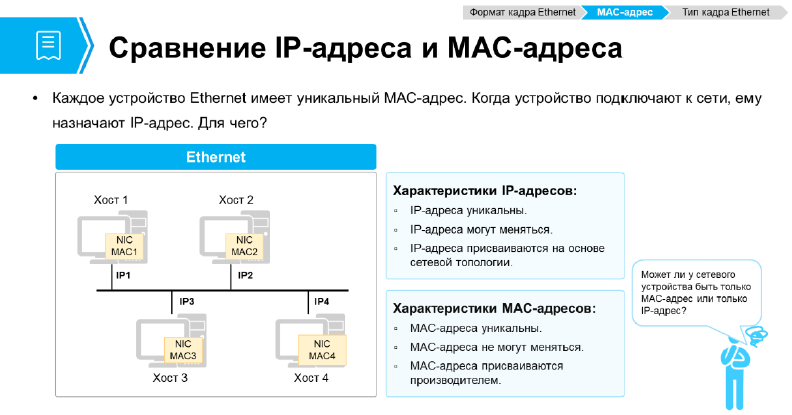 Формат кадра Ethernet
MAC-адрес
Тип кадра Ethernet
Сравнение IP-адреса и MAC-адреса
• Каждое устройство Ethernet имеет уникальный MAC-адрес. Когда устройство подключают к сети, ему
назначают IP-адрес. Для чего?
Ethernet
Хост 1
Хост 2
NIC
MAC1
NIC
MAC2
IP1
IP2
IP3
IP4
NIC
MAC3
NIC
MAC4
Хост 3
Хост 4
Характеристики IP-адресов:
▫ IP-адреса уникальны.
▫ IP-адреса могут меняться.
▫ IP-адреса присваиваются на основе
сетевой топологии.
Характеристики MAC-адресов:
▫ MAC-адреса уникальны.
▫ MAC-адреса не могут меняться.
▫ MAC-адреса присваиваются
производителем.
Может ли у сетевого
устройства быть только
MAC-адрес или только
IP-адрес?